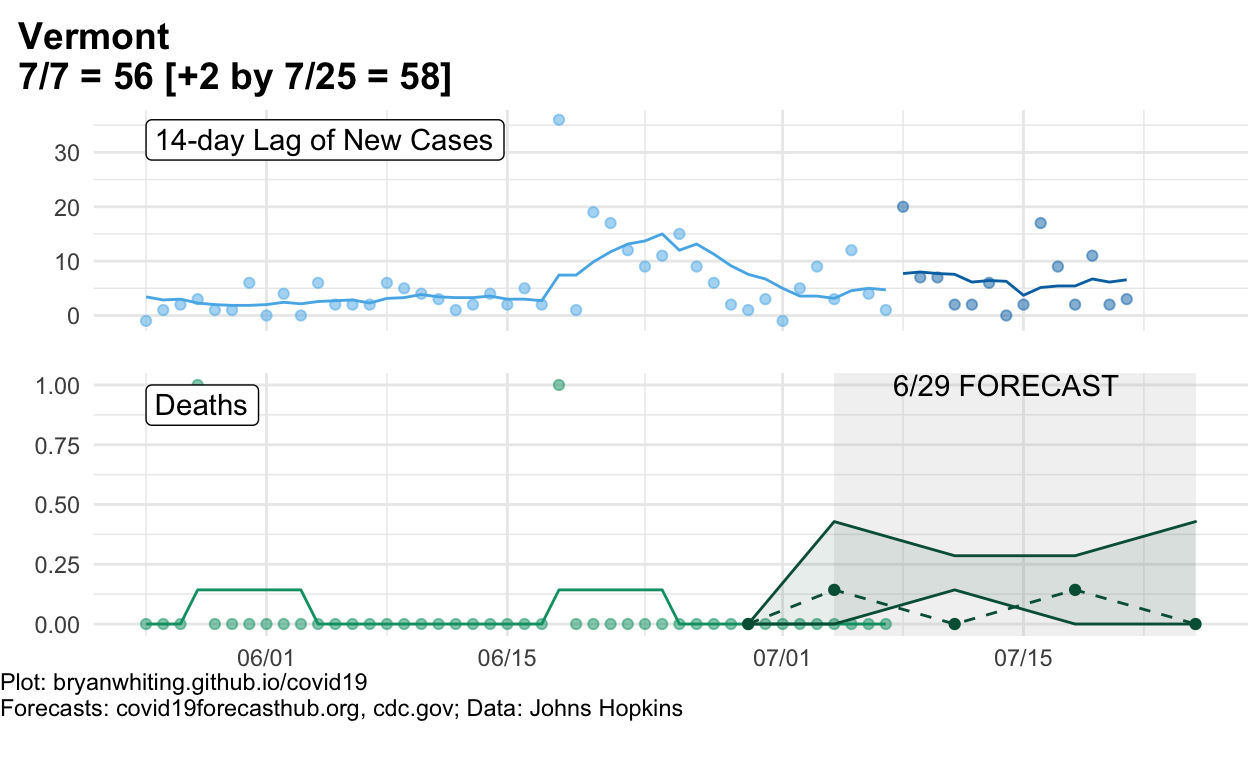 Vermont
7/7 = 56 [+2 by 7/25 = 58]
14-day Lag of New Cases
30
20
10
0
6/29 FORECAST
Deaths
1.00
0.75
0.50
0.25
0.00
06/01 06/15 07/01 07/15
Plot: bryanwhiting.github.io/covid19
Forecasts: covid19forecasthub.org, cdc.gov; Data: Johns Hopkins